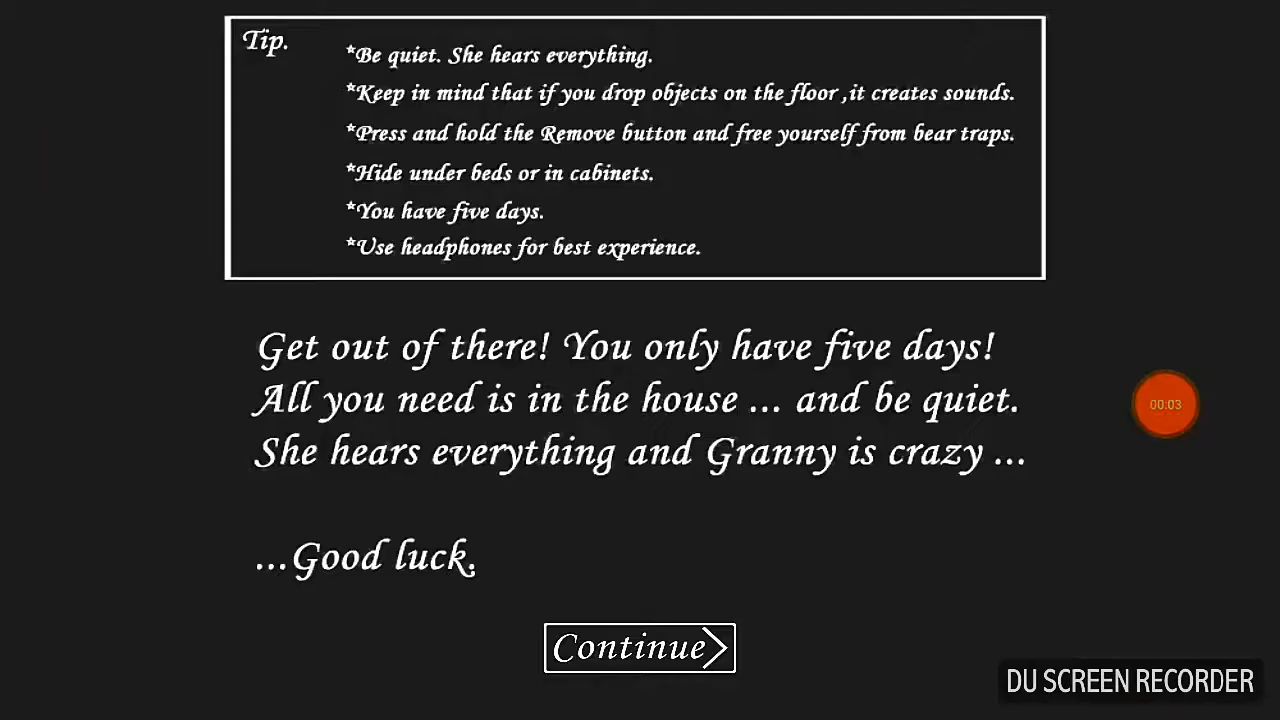 Tip.
*Be quiet. She hears everything.
*Keep in mind that if you drop objects on the floor ,it creates sounds.
*Press and hold the Remove button and free yourself from bear traps.
*Hide under beds or in cabinets.
*You have five days.
*Use headphones for best experience.
Get out of there! You only have five days!
All you need is in the house ... and be quiet.
She hears everything and Granny is crazy ...
...Good luck.
00:03
Continue
DU SCREEN RECORDER